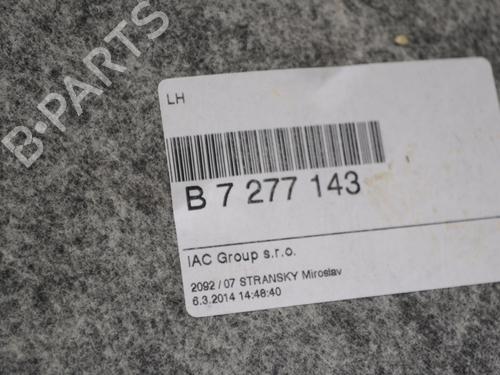 B-PARTS
LH
B 7 277 143
IAC Group s.r.o.
2092 / 07 STRANSKY Miroslav
6.3.2014 14:48:40